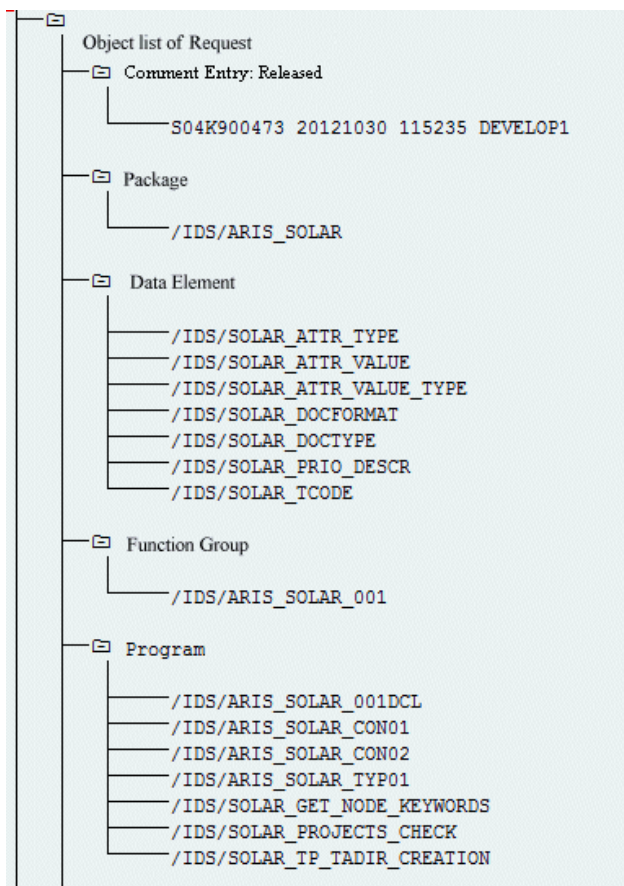 Object list of Request
Comment Entry: Released
S04K900473 20121030 115235 DEVELOP1
Package
/IDS/ARIS_SOLAR
Data Element
/IDS/SOLAR_ATTR_TYPE
/IDS/SOLAR_ATTR_VALUE
/IDS/SOLAR_ATTR_VALUE_TYPE
/IDS/SOLAR_DOCFORMAT
/IDS/SOLAR_DOCTYPE
/IDS/SOLAR_PRIO_DESCR
/IDS/SOLAR_TCODE
Function Group
/IDS/ARIS_SOLAR_001
Program
/IDS/ARIS_SOLAR_001DCL
/IDS/ARIS_SOLAR_CON01
/IDS/ARIS_SOLAR_CON02
/IDS/ARIS_SOLAR_TYP01
/IDS/SOLAR_GET_NODE_KEYWORDS
/IDS/SOLAR_PROJECTS_CHECK
/IDS/SOLAR_TP_TADIR_CREATION